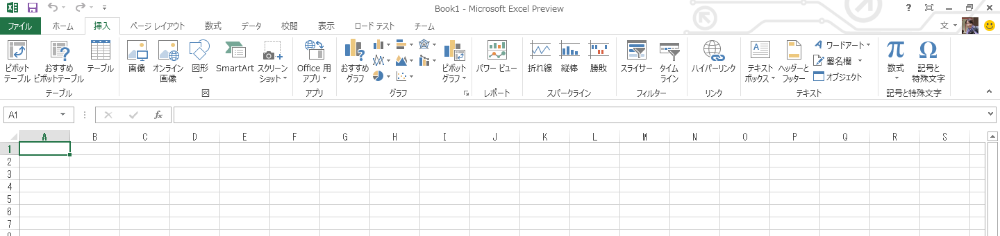 Book1 - Microsoft Excel Preview
ファイル ホーム 挿入 ページ レイアウト 数式 データ 校閲 表示 ロード テスト チーム 文
ピボット
テーブル
おすすめ
ピボットテーブル
テーブル
テーブル
画像
オンライン
画像
図形
SmartArt
スクリーン
ショット
図
Office 用
アプリ
アプリ
おすすめ
グラフ
ピボット
グラフ
グラフ
パワー ビュー
レポート
折れ線
縦棒
勝敗
スパークライン
スライサー
タイム
ライン
フィルター
ハイパーリンク
リンク
テキスト
ボックス
ヘッダーと
フッター
ワードアート
署名欄
オブジェクト
テキスト
π
数式
Ω
記号と
特殊文字
記号と特殊文字
A1
fx
A B C D E F G H I J K L M N O P Q R S
1
2
3
4
5
6
7